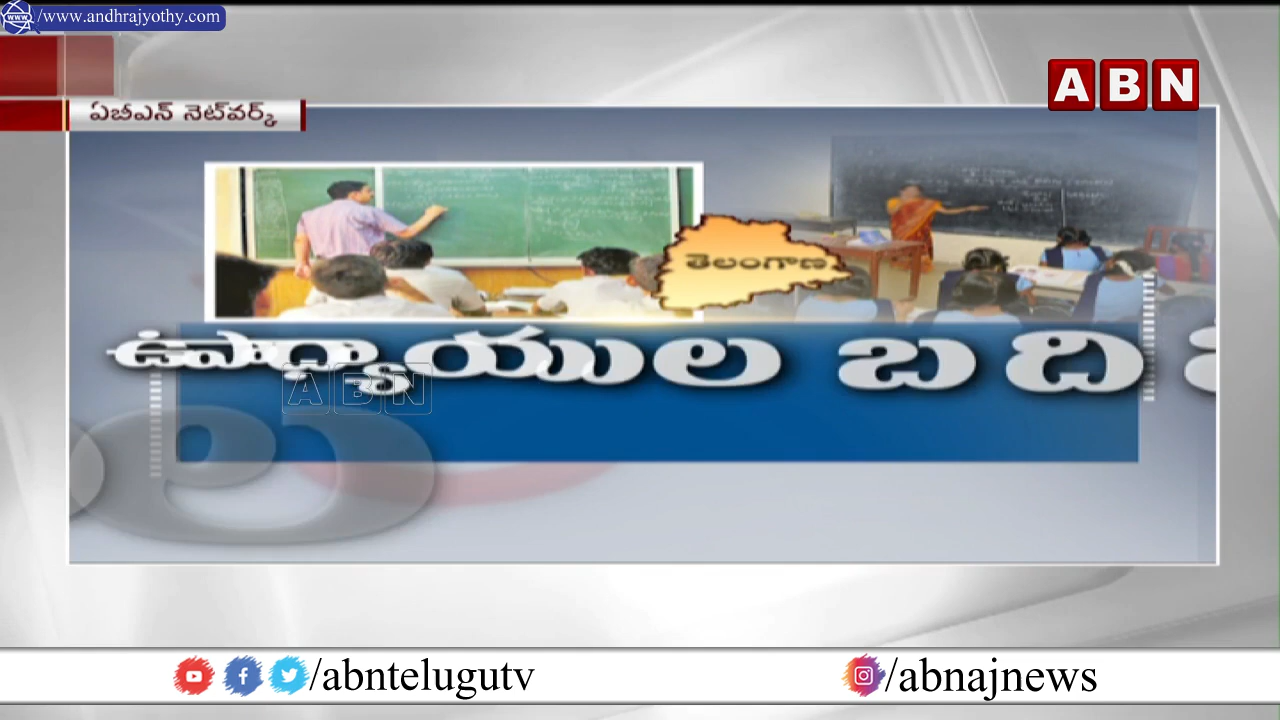 /www.andhrajyothy.com
ABN
ఏబీఎన్ నెట్‌వర్క్
తెలంగాణ
ఉపాధ్యాయుల బది
ABN
/abntelugutv
/abnajnews